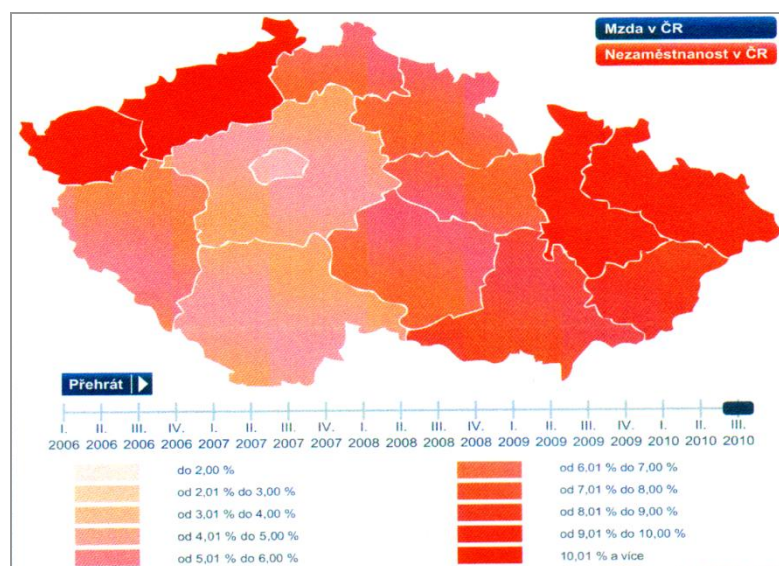 Mzda v ČR
Nezaměstnanost v ČR
Přehrát
I. II. III. IV. I. II. III. IV. I. II. III. IV. I. II. III. IV. I. II. III.
2006 2006 2006 2006 2007 2007 2007 2007 2008 2008 2008 2008 2009 2009 2009 2009 2010 2010 2010
do 2,00 %
od 2,01 % do 3,00 %
od 3,01 % do 4,00 %
od 4,01 % do 5,00 %
od 5,01 % do 6,00 %
od 6,01 % do 7,00 %
od 7,01 % do 8,00 %
od 8,01 % do 9,00 %
od 9,01 % do 10,00 %
10,01 % a více